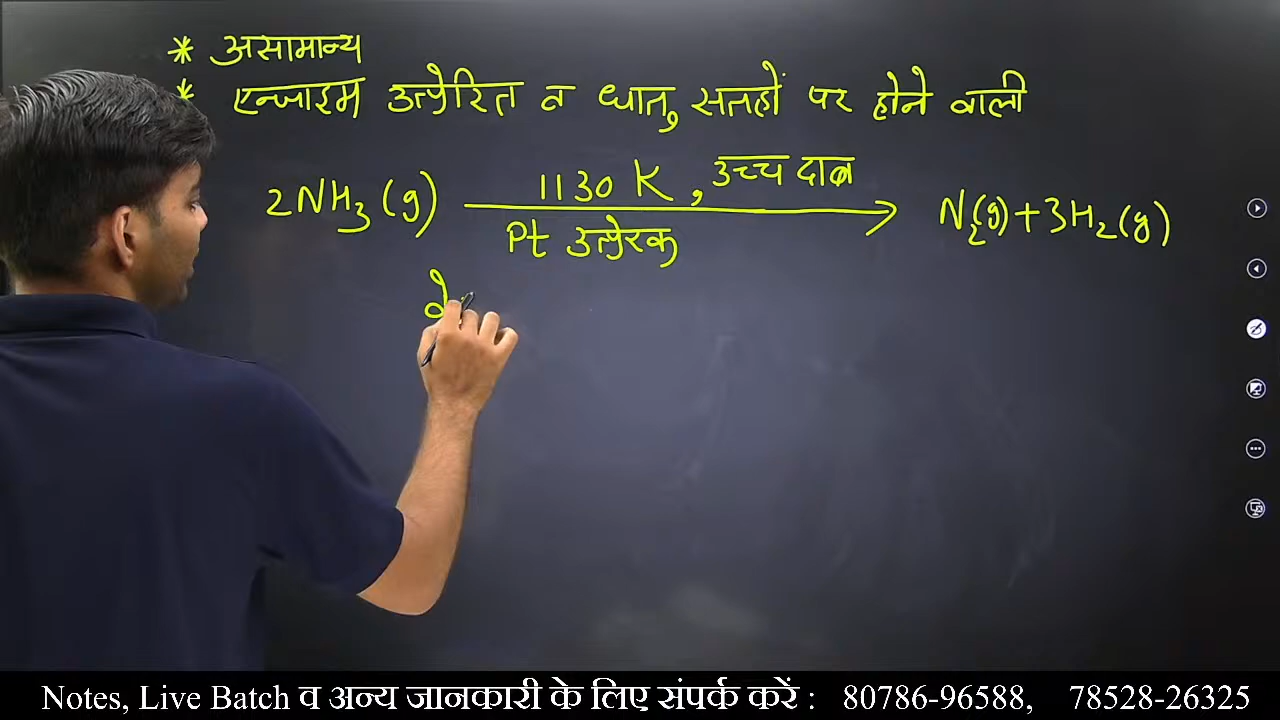 * असामान्य
* एन्जाइम उत्प्रेरित व धातु सतहों पर होने वाली
2NH₃(g) 1130 K, उच्च दाब → N₂(g) + 3H₂(g)
Pt उत्प्रेरक
वे
Notes, Live Batch व अन्य जानकारी के लिए संपर्क करें : 80786-96588, 78528-26325